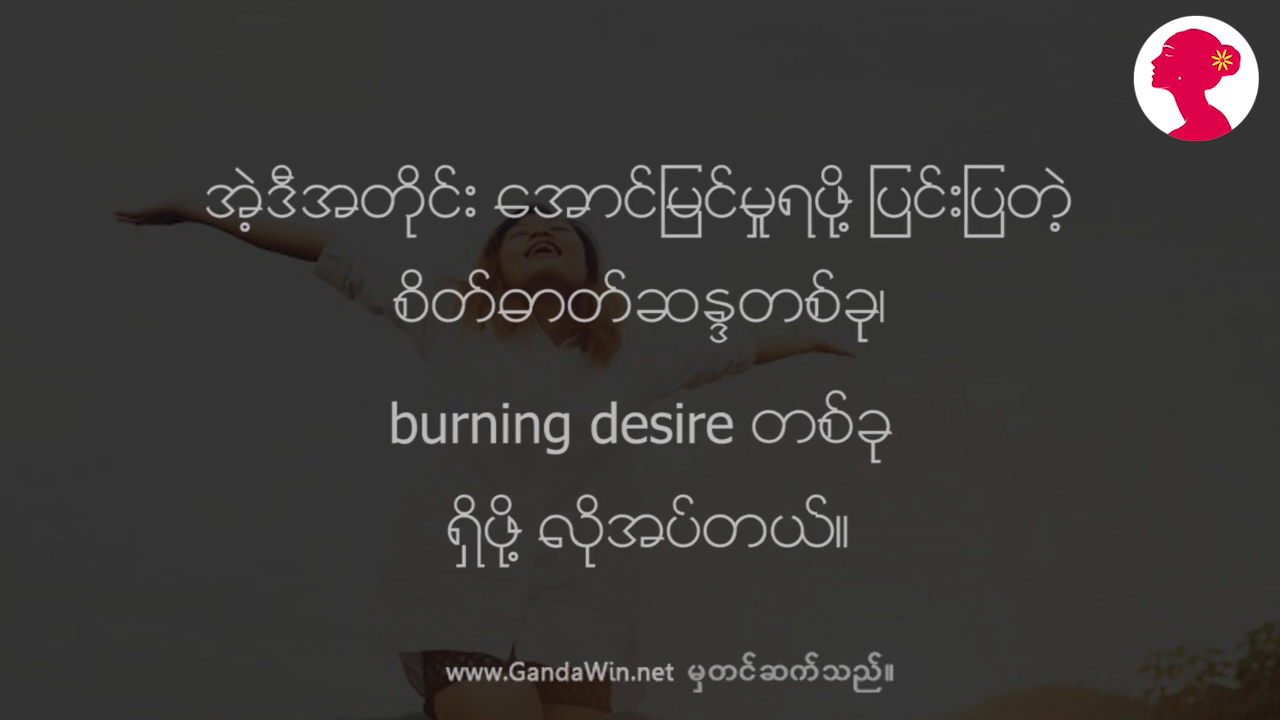 အဲ့ဒီအတိုင်း အောင်မြင်မှုရဖို့ ပြင်းပြတဲ့
စိတ်ဓာတ်ဆန္ဒတစ်ခု၊
burning desire တစ်ခု
ရှိဖို့ လိုအပ်တယ်။
www.GandaWin.net မှတင်ဆက်သည်။